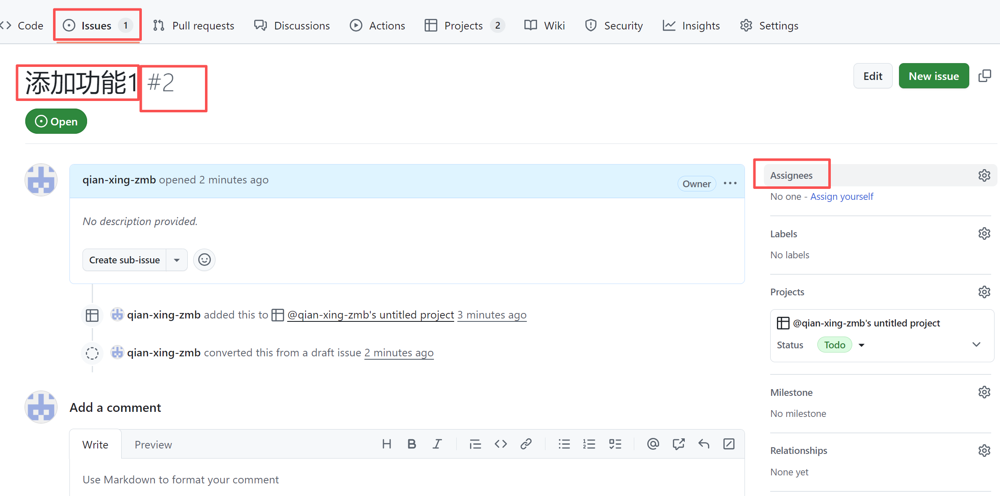 Code Issues 1 Pull requests Discussions Actions Projects 2 Wiki Security Insights Settings
添加功能1 #2
Edit New issue
Open
qian-xing-zmb opened 2 minutes ago Owner
No description provided.
Create sub-issue
qian-xing-zmb added this to @qian-xing-zmb's untitled project 3 minutes ago
qian-xing-zmb converted this from a draft issue 2 minutes ago
Add a comment
Write Preview
Use Markdown to format your comment
Assignees
No one - Assign yourself
Labels
No labels
Projects
@qian-xing-zmb's untitled project
Status Todo
Milestone
No milestone
Relationships
None yet